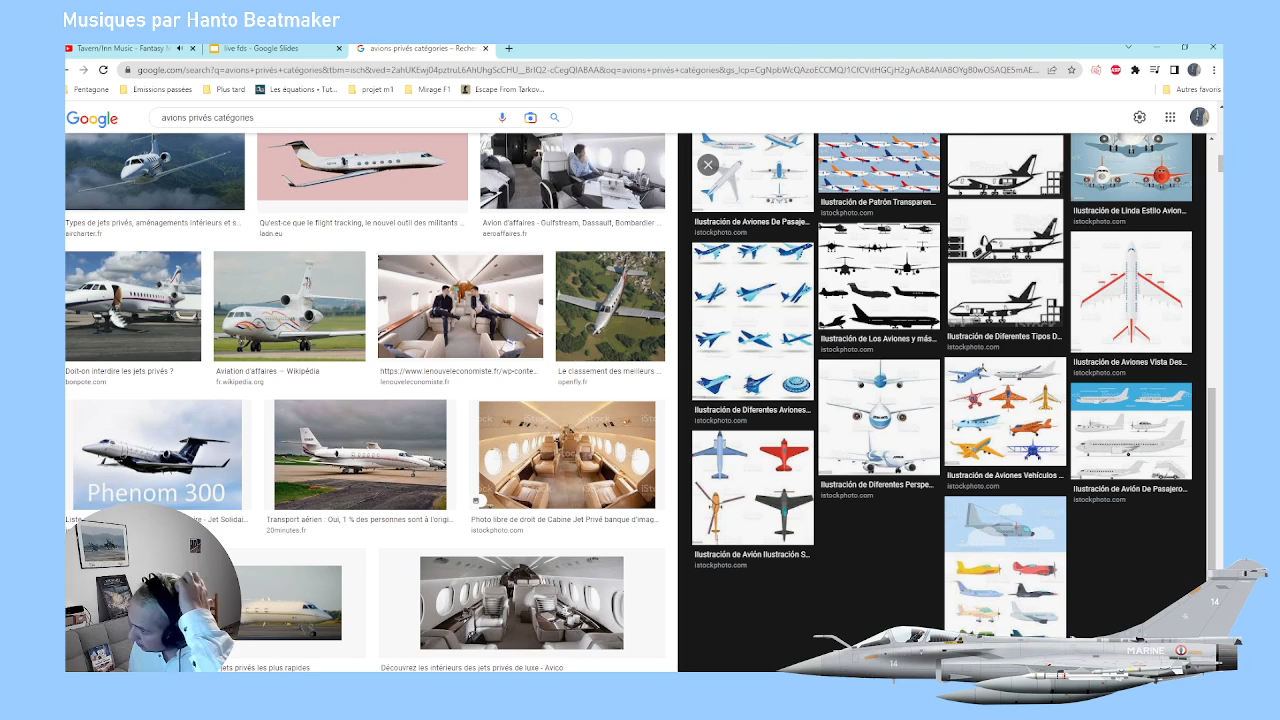 Musiques par Hanto Beatmaker
Tavern/Inn Music - Fantasy
live fds - Google Slides
avions privés catégories – Reche
Pentagone
Emissions passées
Plus tard
Les équations • Tut...
projet m1
Mirage F1
Escape From Tarkov...
Autres favoris
Google
avions privés catégories
Types de jets privés, aménagements intérieurs et s...
aircharter.fr
Qu'est-ce que le flight tracking, le nouvel outil des militants ...
ladn.eu
Avion d'affaires - Gulfstream, Dassault, Bombardier ...
aeroaffaires.fr
Doit-on interdire les jets privés ?
bonpote.com
Aviation d'affaires — Wikipédia
fr.wikipedia.org
https://www.lenouveleconomiste.fr/wp-conte...
lenouveleconomiste.fr
Le classement des meilleurs ...
openfly.fr
Phenom 300
Liste
re - Jet Solidai...
Transport aérien : Oui, 1 % des personnes sont à l'origi...
20minutes.fr
Photo libre de droit de Cabine Jet Privé banque d'imag...
istockphoto.com
jets privés les plus rapides
Découvrez les intérieurs des jets privés de luxe - Avico
Ilustración de Aviones De Pasaje...
istockphoto.com
Ilustración de Patrón Transparen...
istockphoto.com
Ilustración de Linda Estilo Avion...
istockphoto.com
Ilustración de Los Aviones y más...
istockphoto.com
Ilustración de Diferentes Tipos D...
istockphoto.com
Ilustración de Aviones Vista Des...
istockphoto.com
Ilustración de Diferentes Aviones...
istockphoto.com
Ilustración de Diferentes Perspe...
istockphoto.com
Ilustración de Aviones Vehículos ...
istockphoto.com
Ilustración de Avión De Pasajero...
istockphoto.com
Ilustración de Avión Ilustración S...
istockphoto.com
14
MARINE
14